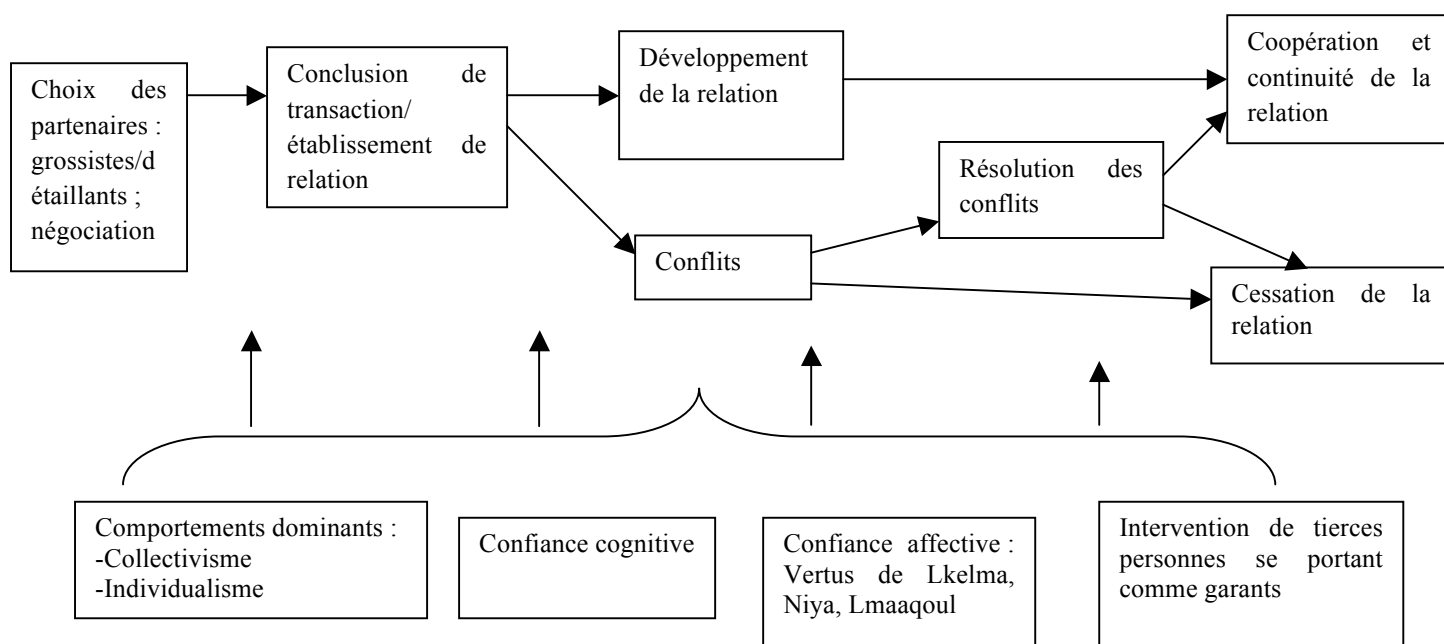 Choix des
partenaires :
grossistes/d
étaillants ;
négociation
Conclusion de
transaction/
établissement de
relation
Développement
de la relation
Coopération et
continuité de la
relation
Résolution des
conflits
Conflits
Cessation de la
relation
Comportements dominants :
-Collectivisme
-Individualisme
Confiance cognitive
Confiance affective :
Vertus de Lkelma,
Niya, Lmaaqoul
Intervention de tierces
personnes se portant
comme garants